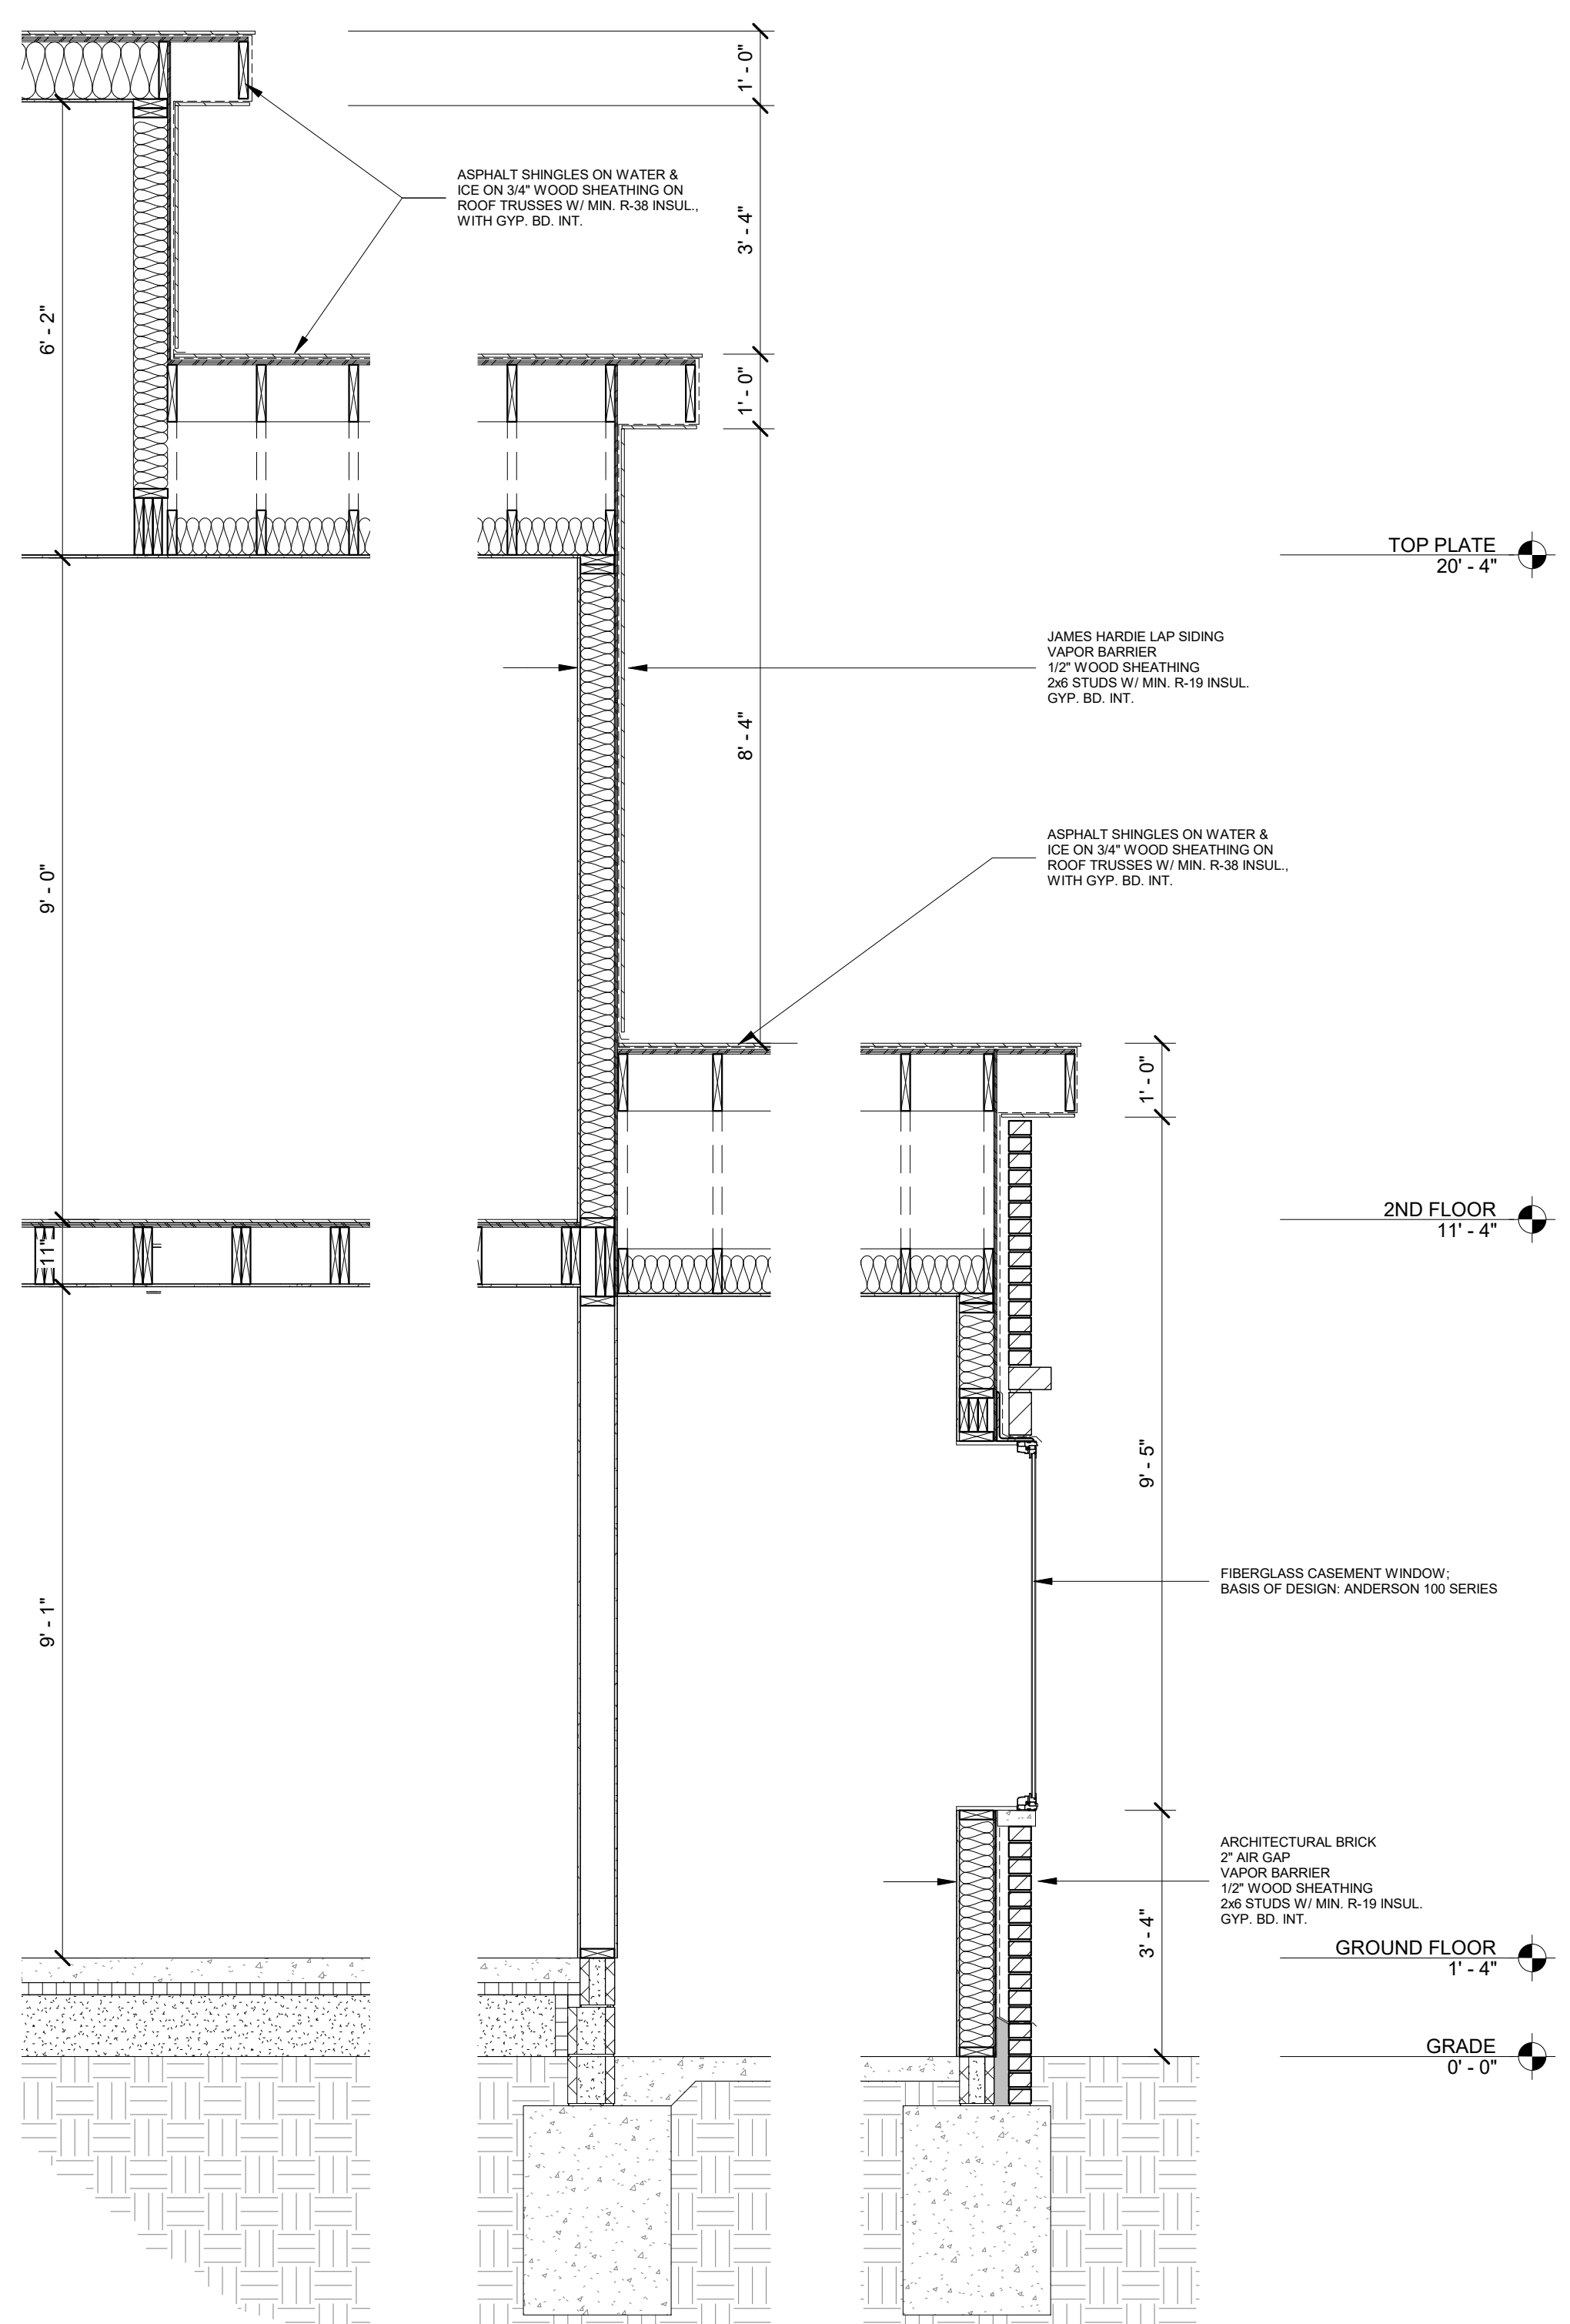 1' - 0"
ASPHALT SHINGLES ON WATER &
ICE ON 3/4" WOOD SHEATHING ON
ROOF TRUSSES W/ MIN. R-38 INSUL.,
WITH GYP. BD. INT.
3' - 4"
6' - 2"
1' - 0"
TOP PLATE
20' - 4"
JAMES HARDIE LAP SIDING
VAPOR BARRIER
1/2" WOOD SHEATHING
2x6 STUDS W/ MIN. R-19 INSUL.
GYP. BD. INT.
8' - 4"
ASPHALT SHINGLES ON WATER &
ICE ON 3/4" WOOD SHEATHING ON
ROOF TRUSSES W/ MIN. R-38 INSUL.,
WITH GYP. BD. INT.
9' - 0"
1' - 0"
2ND FLOOR
11' - 4"
11"
9' - 5"
FIBERGLASS CASEMENT WINDOW;
BASIS OF DESIGN: ANDERSON 100 SERIES
9' - 1"
ARCHITECTURAL BRICK
2" AIR GAP
VAPOR BARRIER
1/2" WOOD SHEATHING
2x6 STUDS W/ MIN. R-19 INSUL.
GYP. BD. INT.
3' - 4"
GROUND FLOOR
1' - 4"
GRADE
0' - 0"